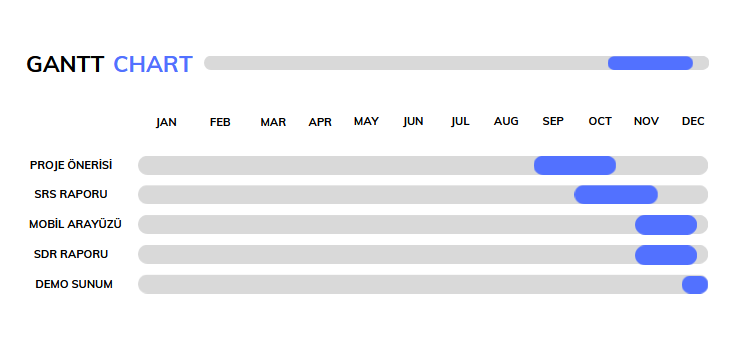 GANTT CHART
JAN FEB MAR APR MAY JUN JUL AUG SEP OCT NOV DEC
PROJE ÖNERİSİ
SRS RAPORU
MOBİL ARAYÜZÜ
SDR RAPORU
DEMO SUNUM